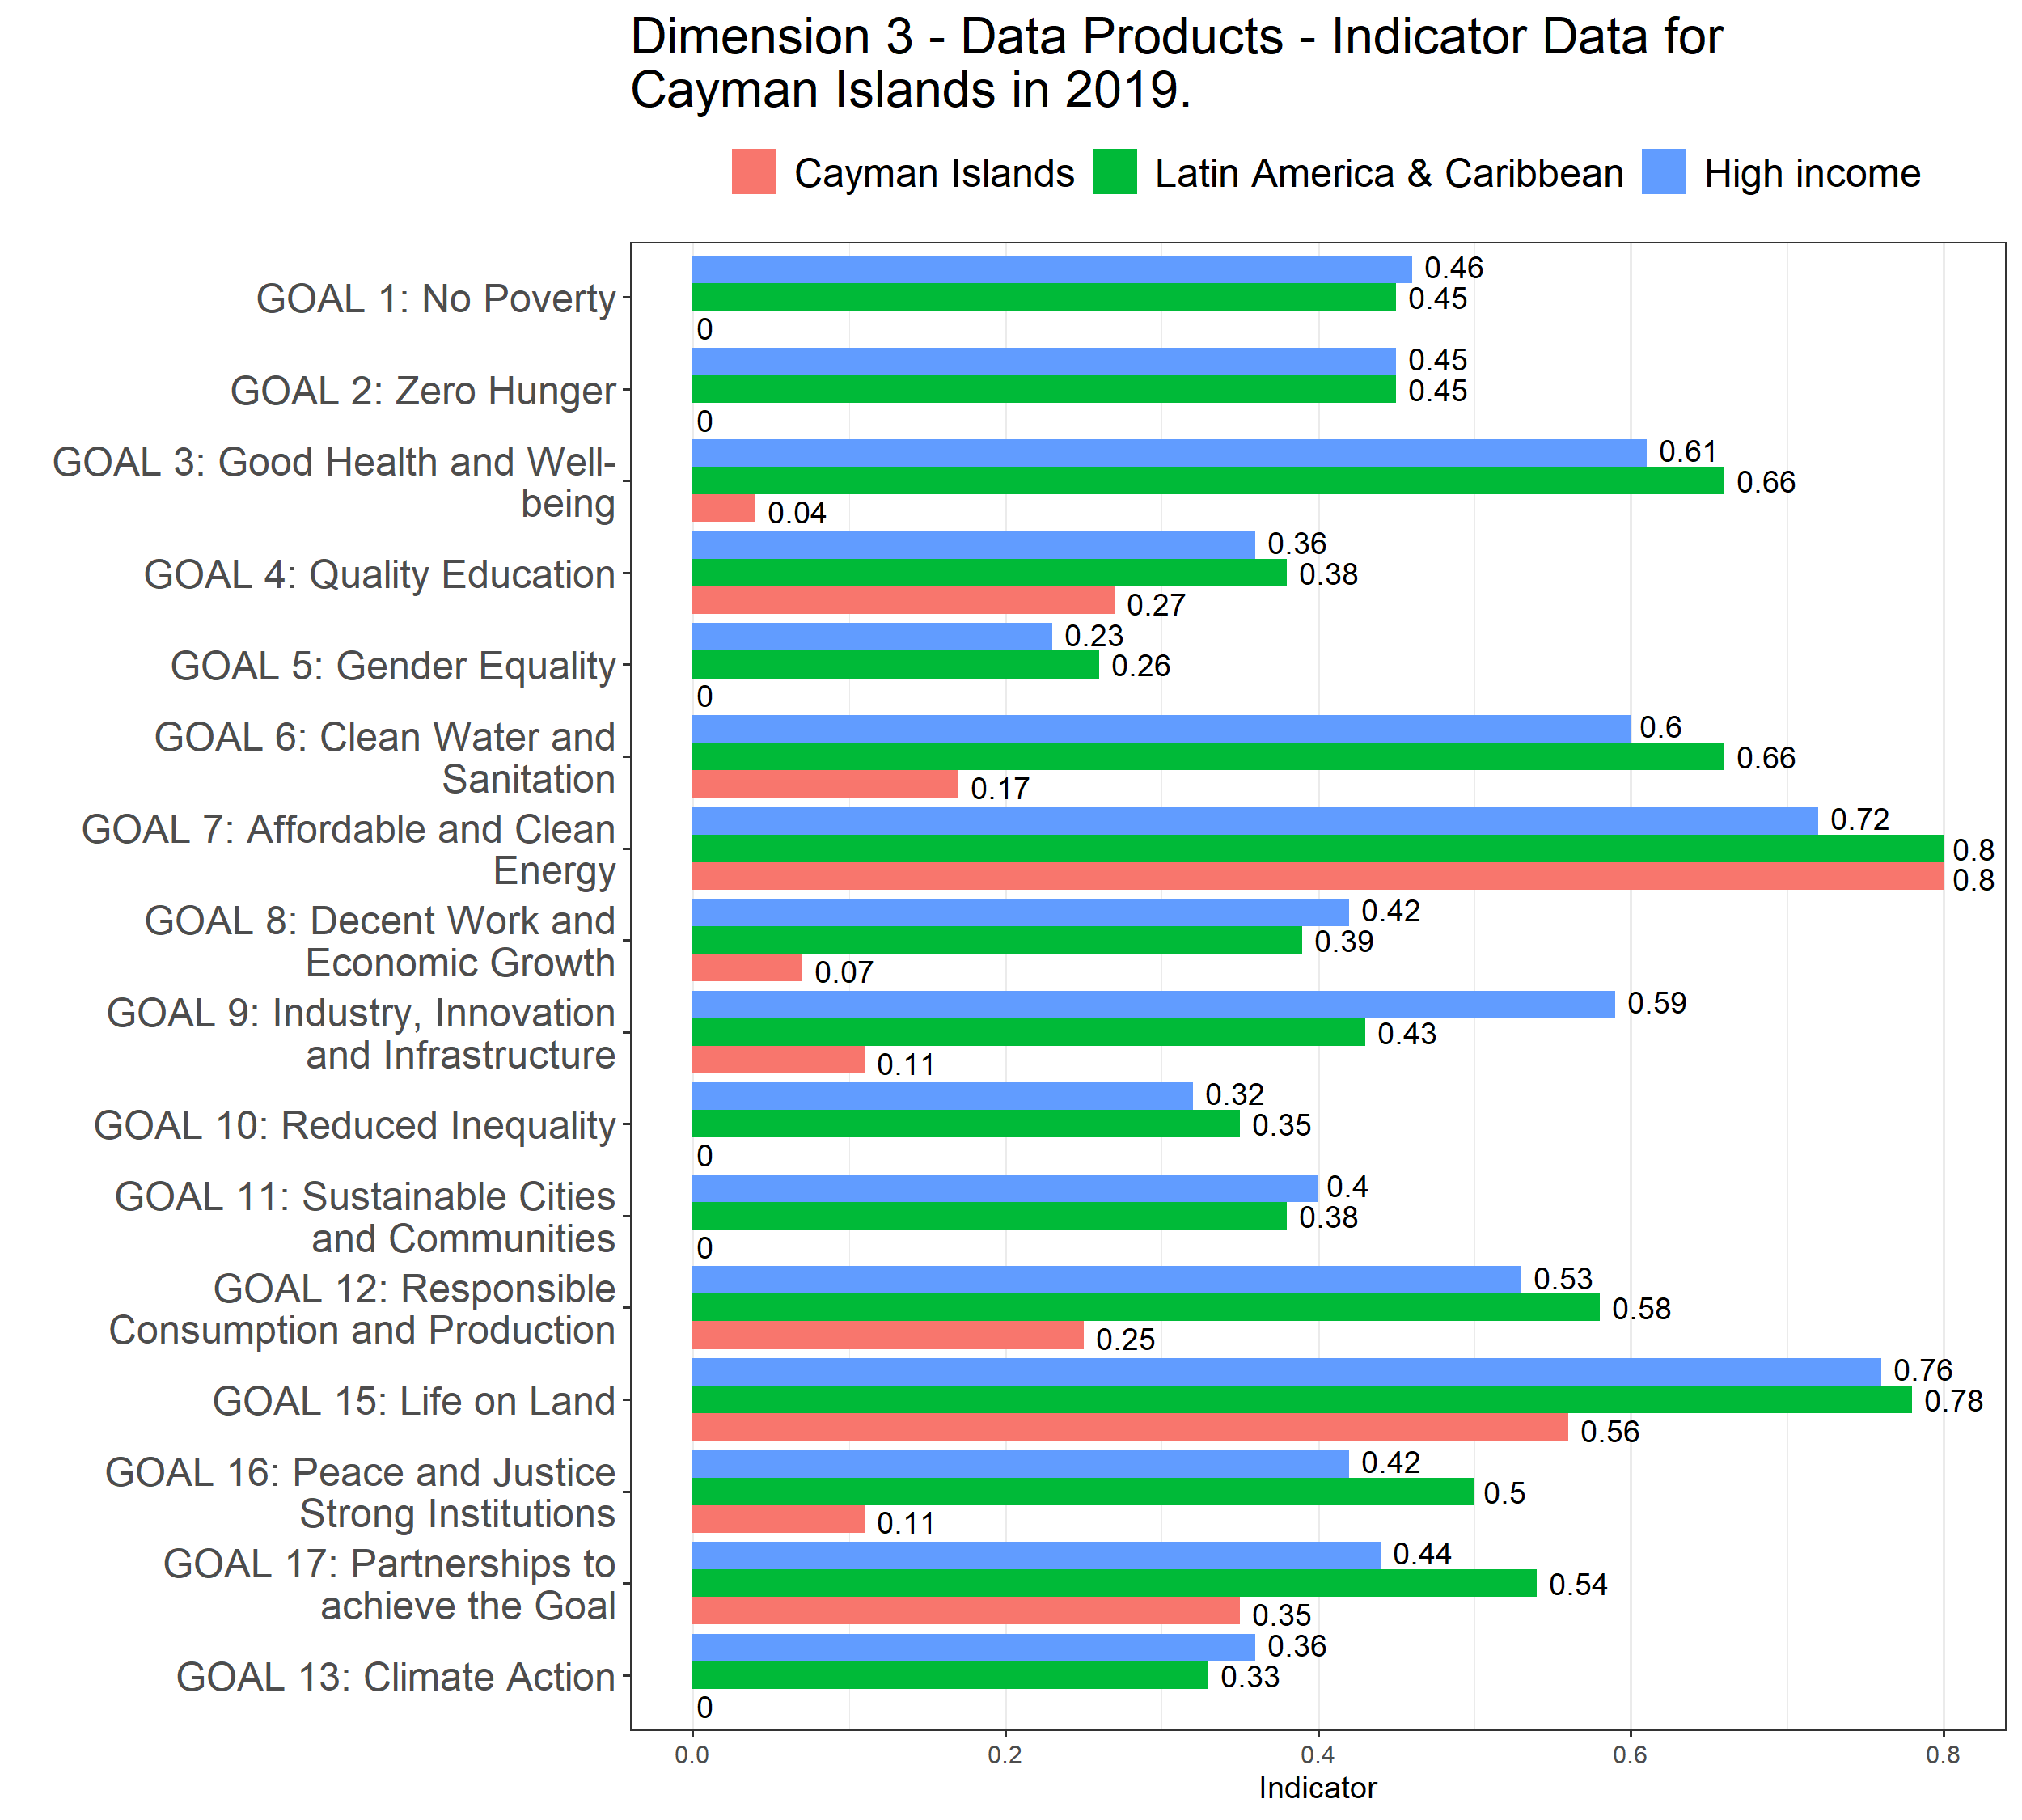 Dimension 3 - Data Products - Indicator Data for
Cayman Islands in 2019.
Cayman Islands
Latin America & Caribbean
High income
GOAL 1: No Poverty
0.46
0.45
0
GOAL 2: Zero Hunger
0.45
0.45
0
GOAL 3: Good Health and Well-
being
0.61
0.66
0.04
GOAL 4: Quality Education
0.36
0.38
0.27
GOAL 5: Gender Equality
0.23
0.26
0
GOAL 6: Clean Water and
Sanitation
0.6
0.66
0.17
GOAL 7: Affordable and Clean
Energy
0.72
0.8
0.8
GOAL 8: Decent Work and
Economic Growth
0.42
0.39
0.07
GOAL 9: Industry, Innovation
and Infrastructure
0.59
0.43
0.11
GOAL 10: Reduced Inequality
0.32
0.35
0
GOAL 11: Sustainable Cities
and Communities
0.4
0.38
0
GOAL 12: Responsible
Consumption and Production
0.53
0.58
0.25
GOAL 15: Life on Land
0.76
0.78
0.56
GOAL 16: Peace and Justice
Strong Institutions
0.42
0.5
0.11
GOAL 17: Partnerships to
achieve the Goal
0.44
0.54
0.35
GOAL 13: Climate Action
0.36
0.33
0
0.0
0.2
0.4
0.6
0.8
Indicator